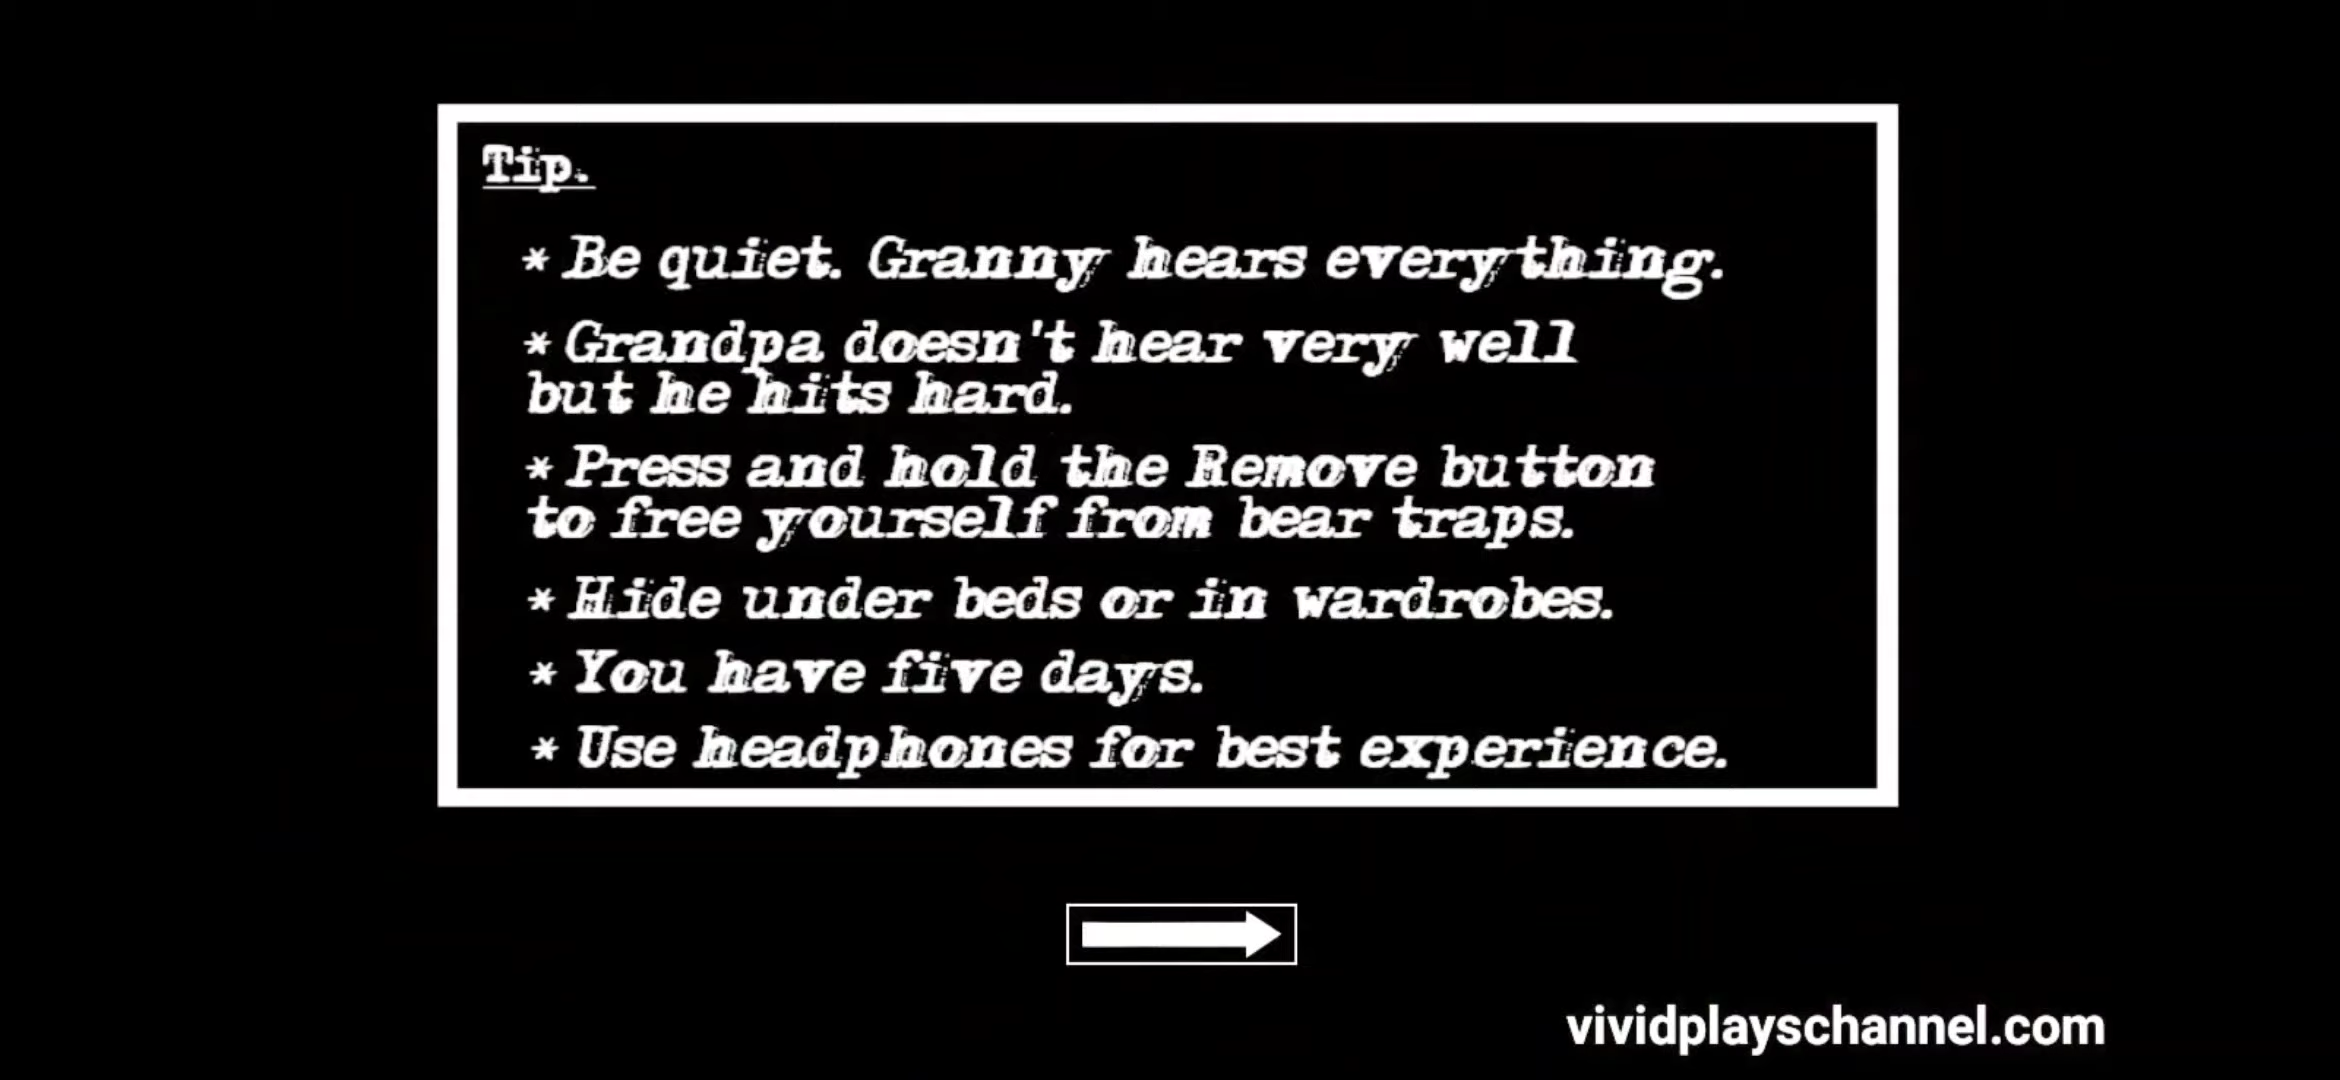 Tip.
* Be quiet. Granny hears everything.
* Grandpa doesn't hear very well
but he hits hard.
* Press and hold the Remove button
to free yourself from bear traps.
* Hide under beds or in wardrobes.
* You have five days.
* Use headphones for best experience.
vividplayschannel.com